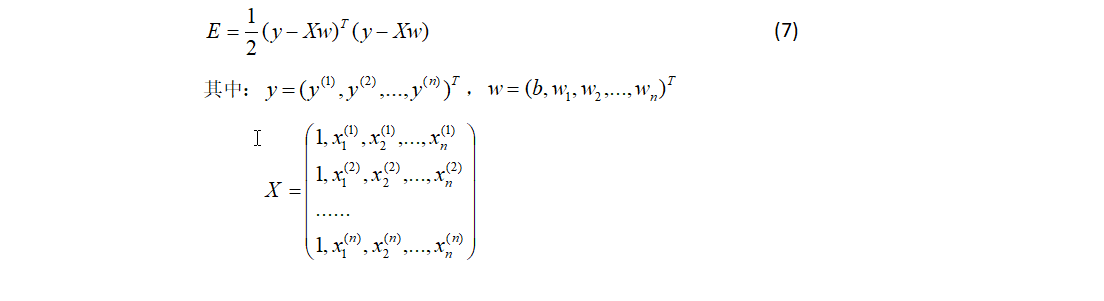 E = \frac{1}{2}(y - Xw)^T(y - Xw) (7)
其中：y = (y^{(1)}, y^{(2)}, ..., y^{(n)})^T ， w = (b, w_1, w_2, ..., w_n)^T
1, x_1^{(1)}, x_2^{(1)}, ..., x_n^{(1)}
1, x_1^{(2)}, x_2^{(2)}, ..., x_n^{(2)}
X =
......
1, x_1^{(n)}, x_2^{(n)}, ..., x_n^{(n)}